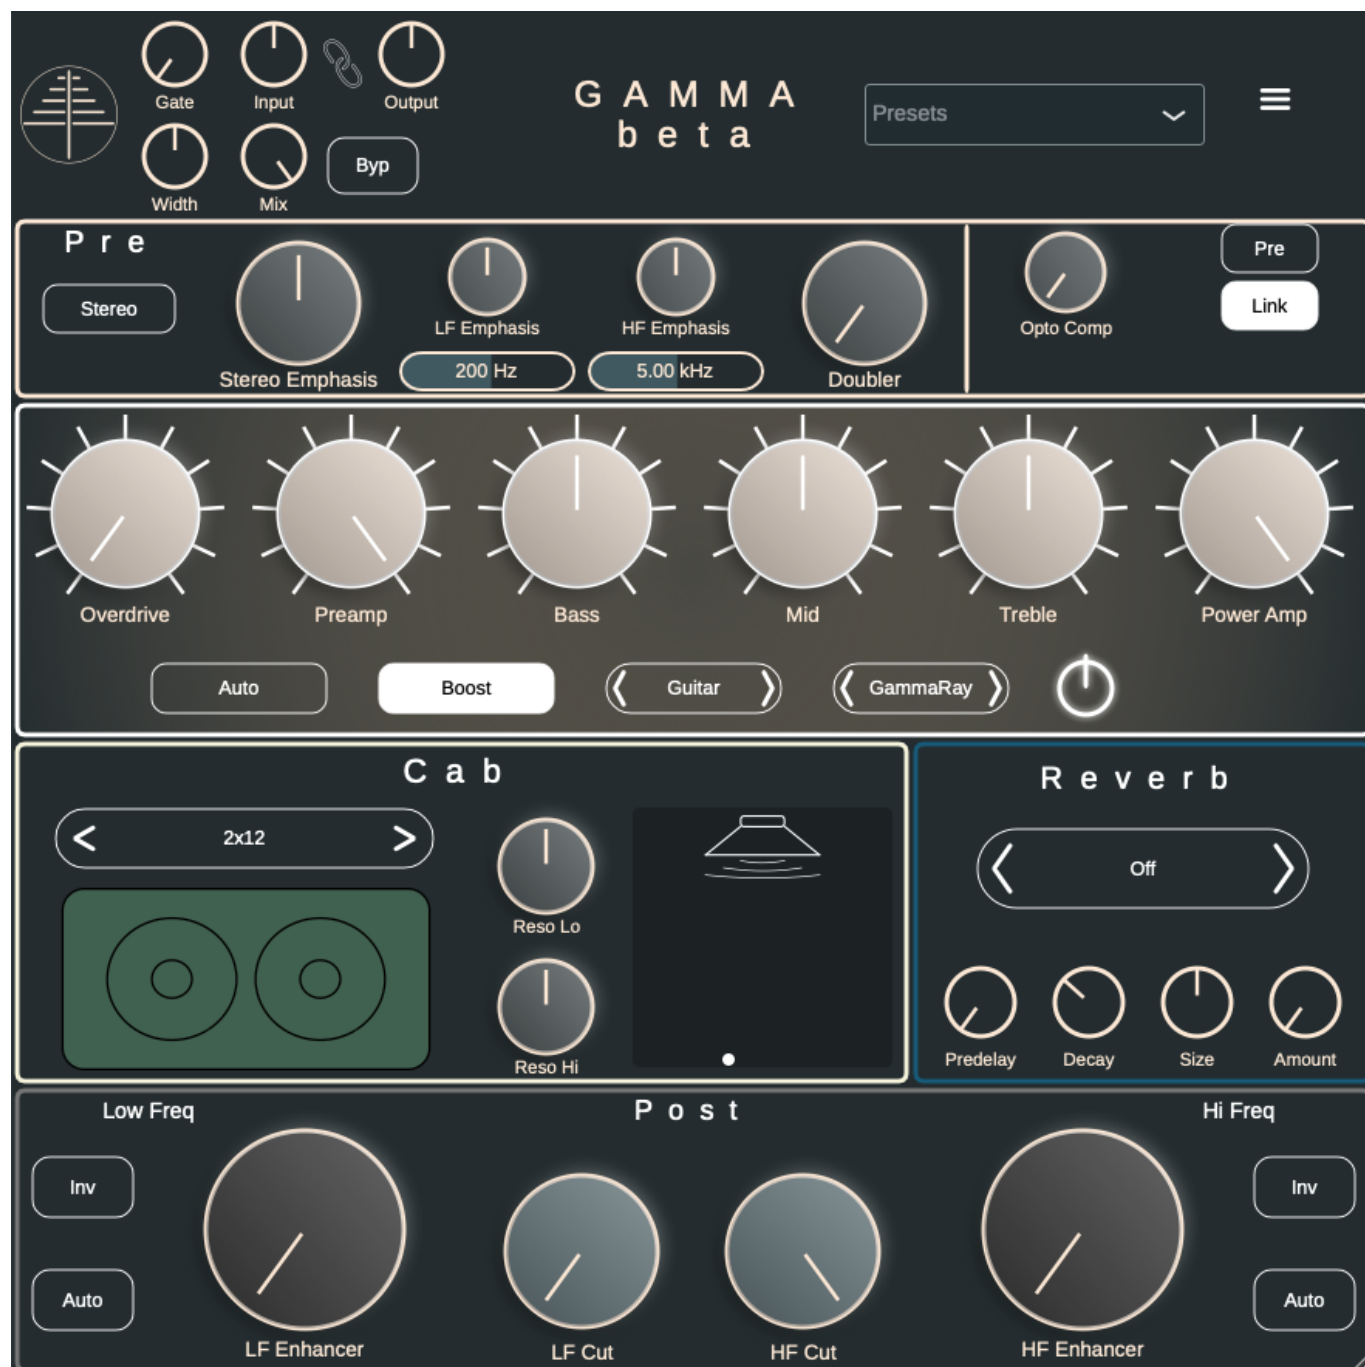 Gate
Input
Output
GAMMA
beta
Presets
Width
Mix
Byp
Pre
Stereo
Stereo Emphasis
LF Emphasis
200 Hz
HF Emphasis
5.00 kHz
Doubler
Opto Comp
Pre
Link
Overdrive
Preamp
Bass
Mid
Treble
Power Amp
Auto
Boost
Guitar
GammaRay
Cab
2x12
Reso Lo
Reso Hi
Reverb
Off
Predelay
Decay
Size
Amount
Low Freq
Post
Hi Freq
Inv
Inv
Auto
Auto
LF Enhancer
LF Cut
HF Cut
HF Enhancer